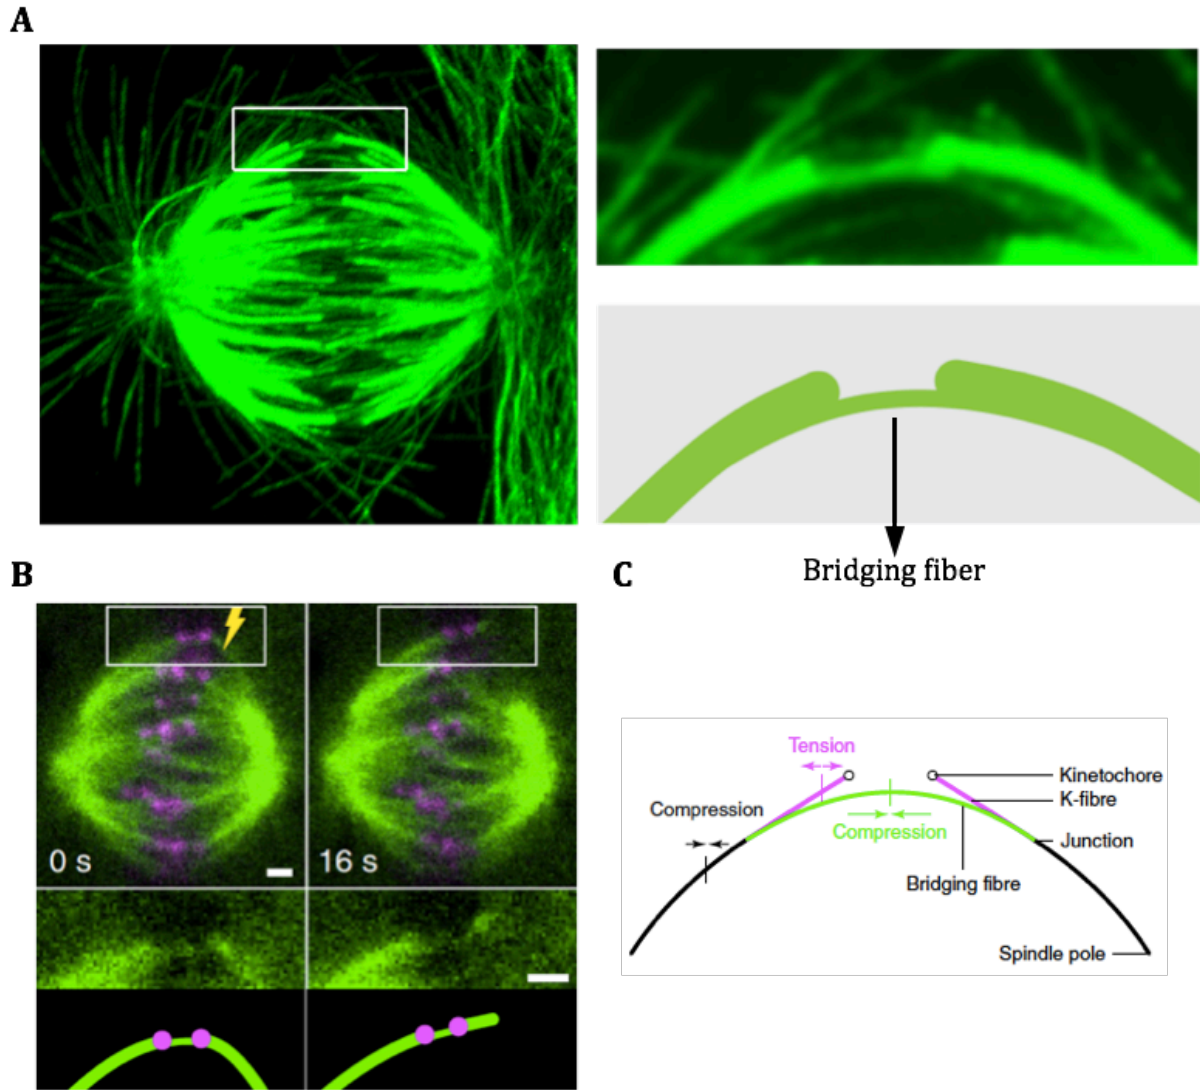 A
Bridging fiber
B
C
0 s
16 s
Tension
Kinetochore
K-fibre
Compression
Compression
Junction
Bridging fibre
Spindle pole